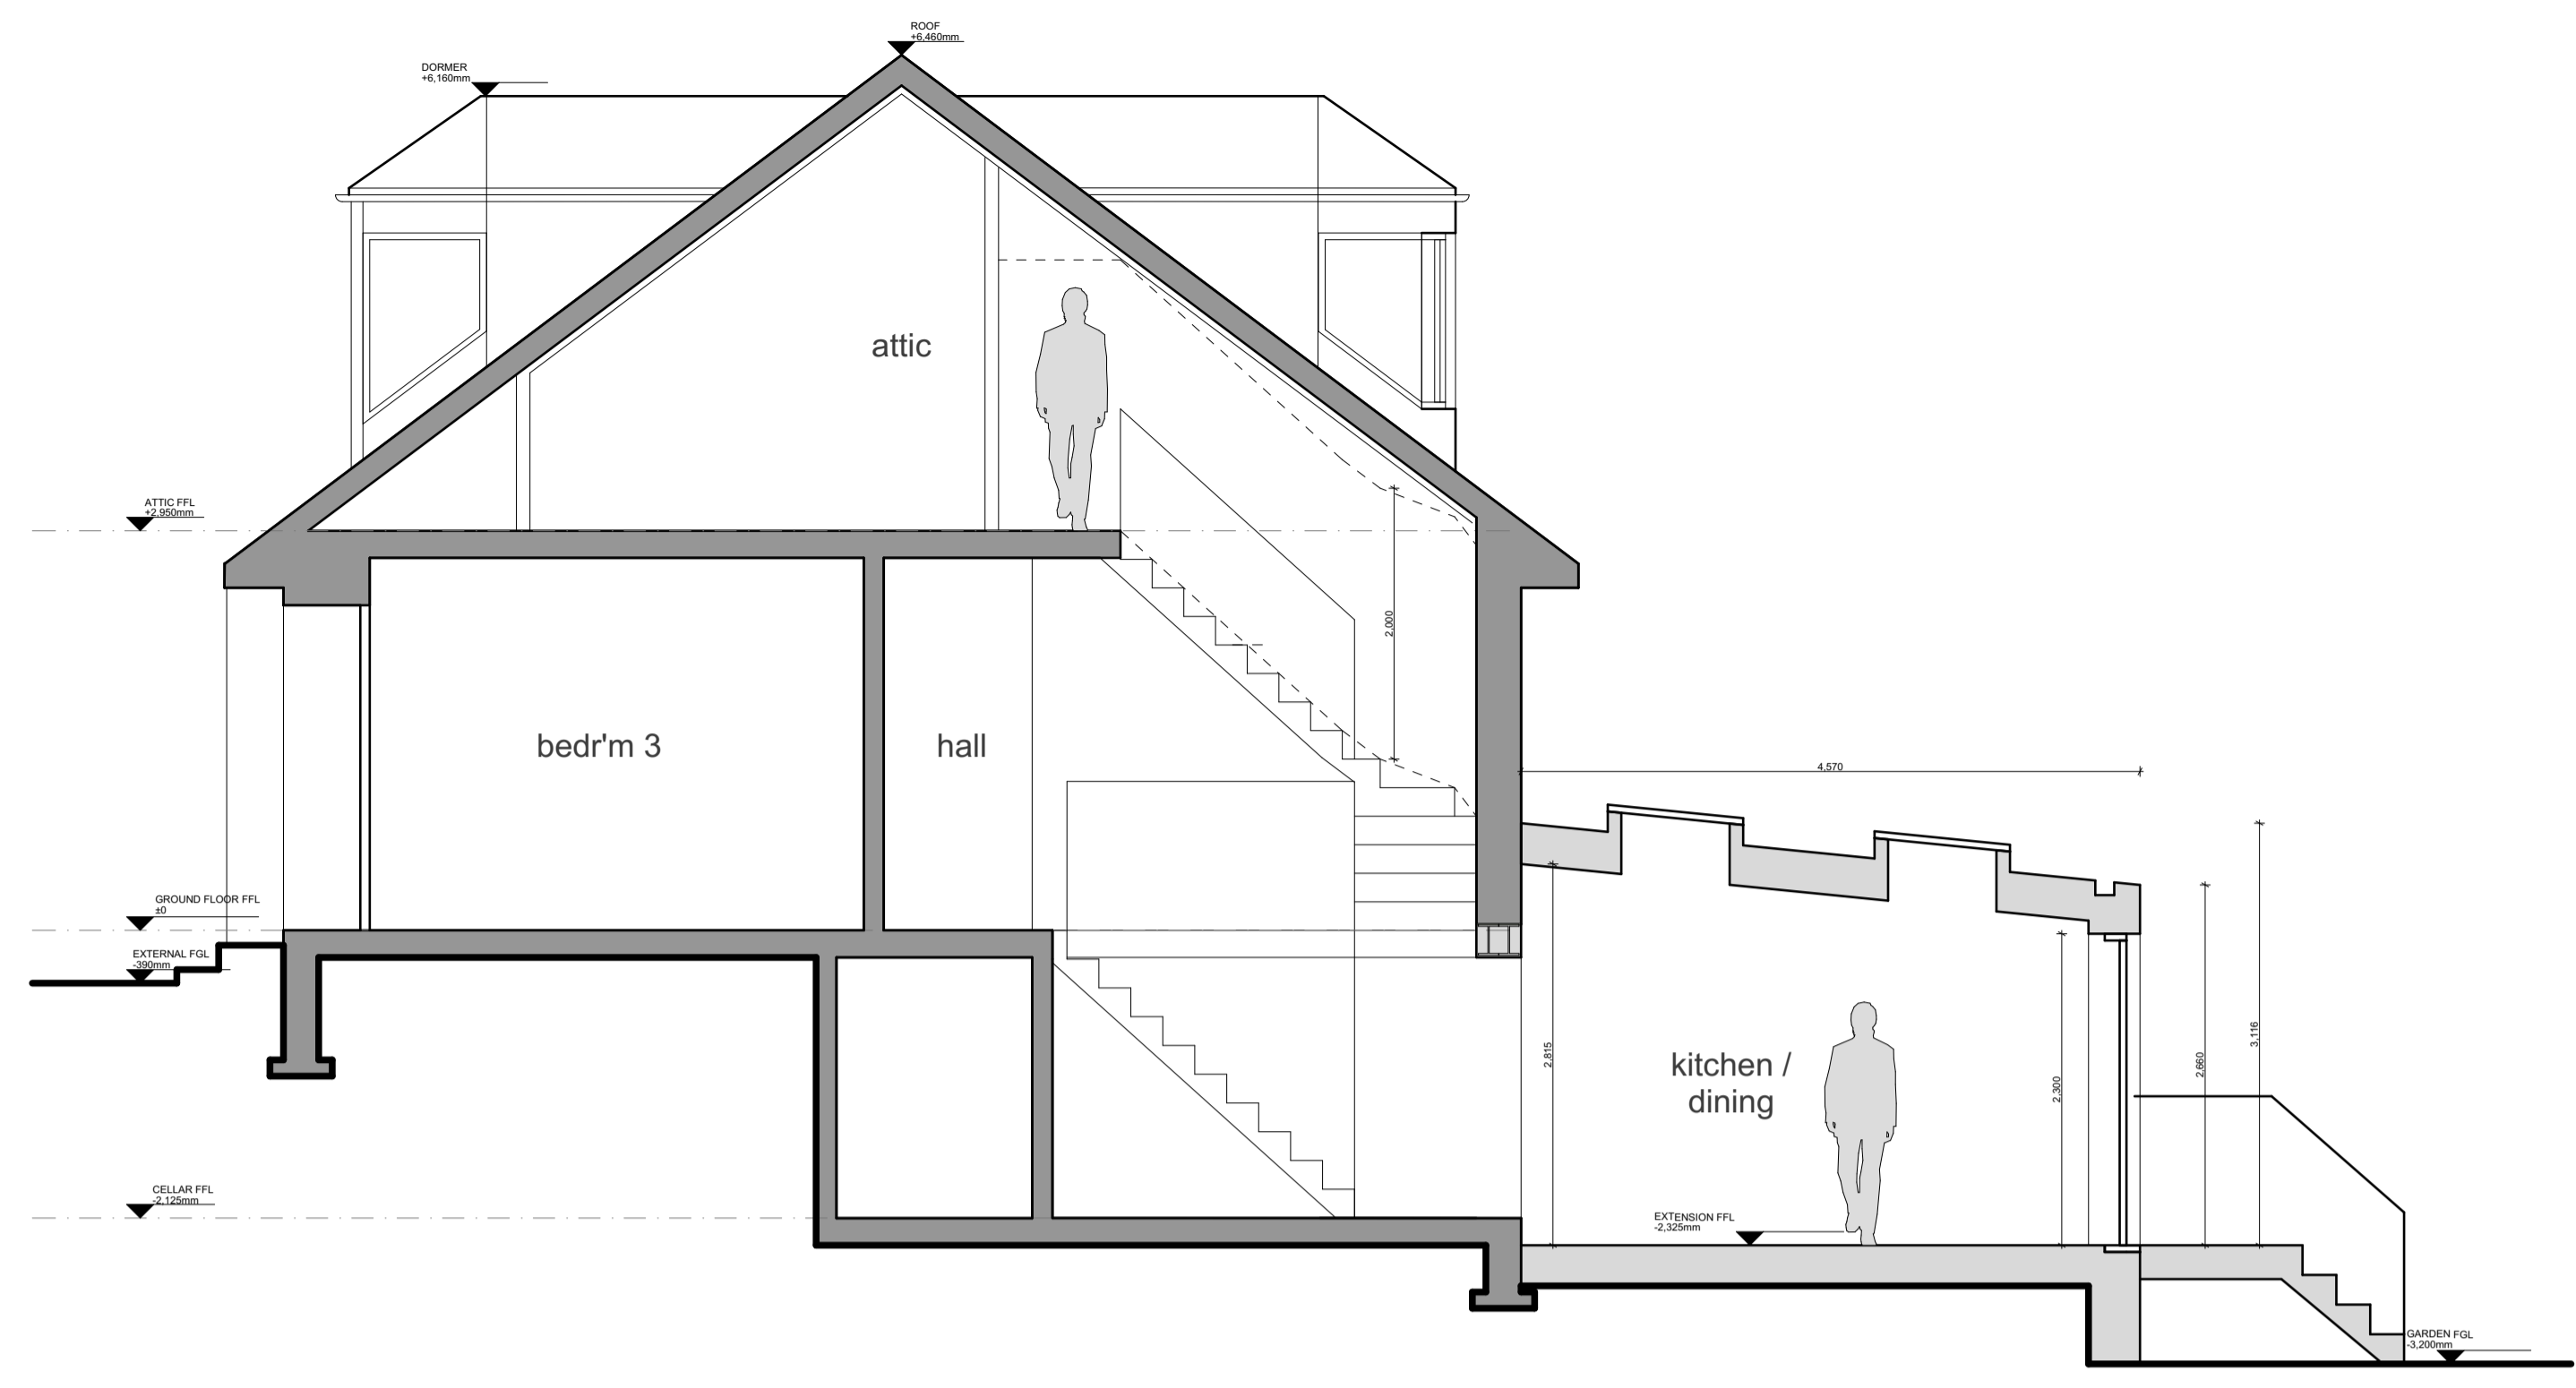 ROOF
+6,460mm
DORMER
+6,160mm
attic
ATTIC FFL
+2,950mm
2,000
bedr'm 3
hall
4,570
GROUND FLOOR FFL
±0
EXTERNAL FGL
-390mm
2,815
kitchen /
dining
2,300
2,660
3,116
CELLAR FFL
-2,125mm
EXTENSION FFL
-2,325mm
GARDEN FGL
-3,200mm